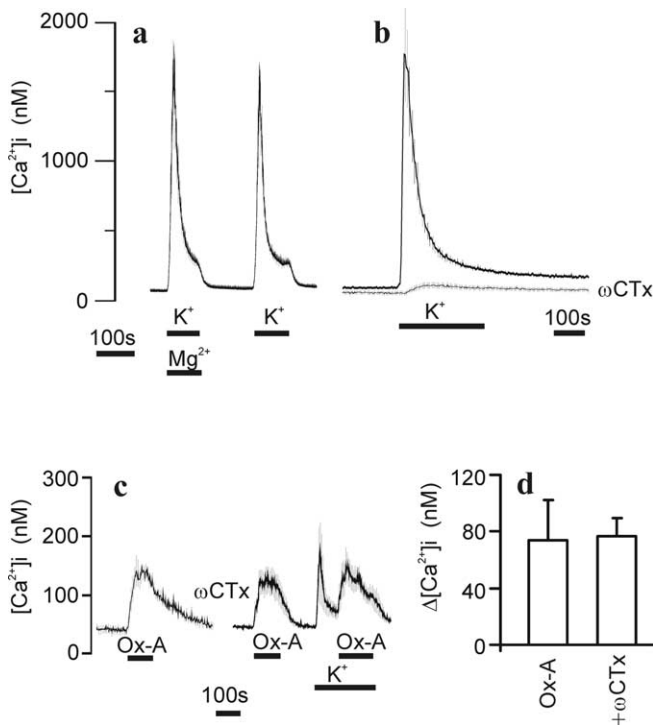 2000
a
b
[Ca²⁺]i (nM)
1000
0
ωCTx
K⁺
K⁺
K⁺
100s
100s
Mg²⁺
300
c
[Ca²⁺]i (nM)
200
100
0
ωCTx
Ox-A
Ox-A
Ox-A
K⁺
100s
120
d
Δ[Ca²⁺]i (nM)
80
40
0
Ox-A
+ωCTx